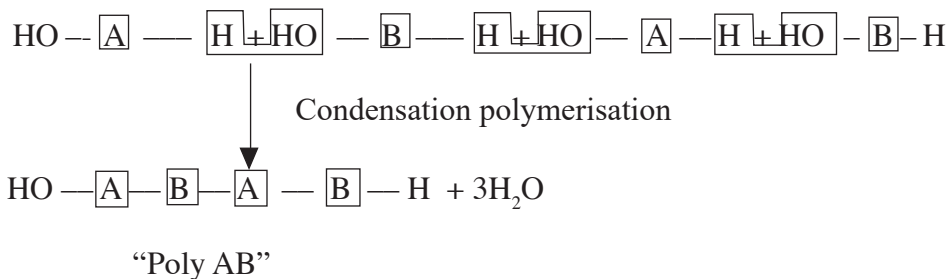 HO -- A — H + HO — B — H + HO — A — H + HO – B – H
Condensation polymerisation
HO — A — B — A — B — H + 3H₂O
“Poly AB”